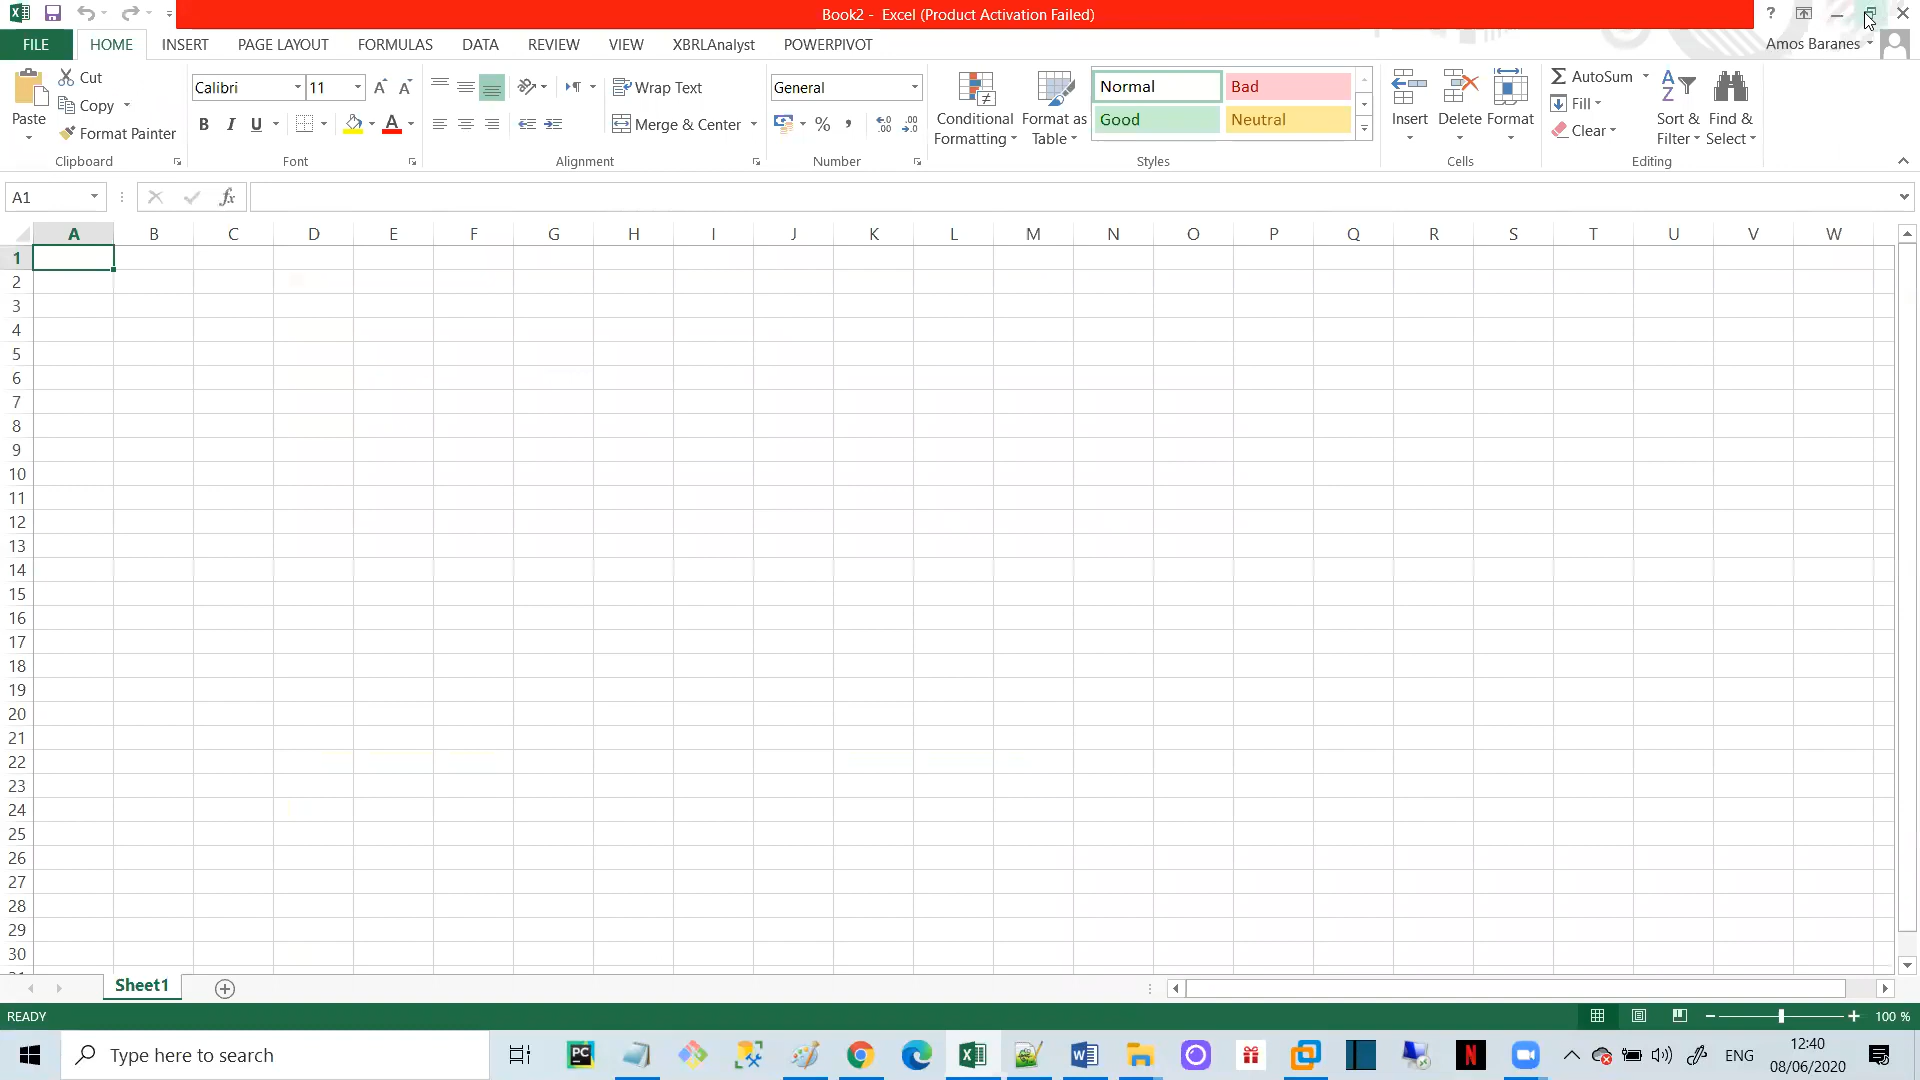 Book2 - Excel (Product Activation Failed)
?
FILE HOME INSERT PAGE LAYOUT FORMULAS DATA REVIEW VIEW XBRLAnalyst POWERPIVOT Amos Baranes
Paste
Cut
Copy
Format Painter
Clipboard
Calibri 11
B I U A
Font
Wrap Text
Merge & Center
Alignment
General
%
Number
Conditional Formatting
Format as Table
Normal Bad
Good Neutral
Styles
Insert Delete Format
Cells
AutoSum
Fill
Clear
Sort & Filter
Find & Select
Editing
A1 fx
A B C D E F G H I J K L M N O P Q R S T U V W
1
2
3
4
5
6
7
8
9
10
11
12
13
14
15
16
17
18
19
20
21
22
23
24
25
26
27
28
29
30
Sheet1
READY 100 %
Type here to search
PC
N
ENG
12:40
08/06/2020